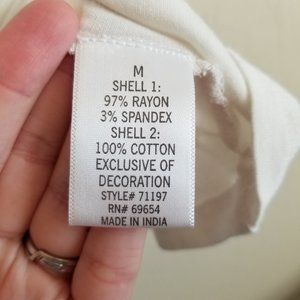 M
SHELL 1:
97% RAYON
3% SPANDEX
SHELL 2:
100% COTTON
EXCLUSIVE OF
DECORATION
STYLE# 71197
RN# 69654
MADE IN INDIA